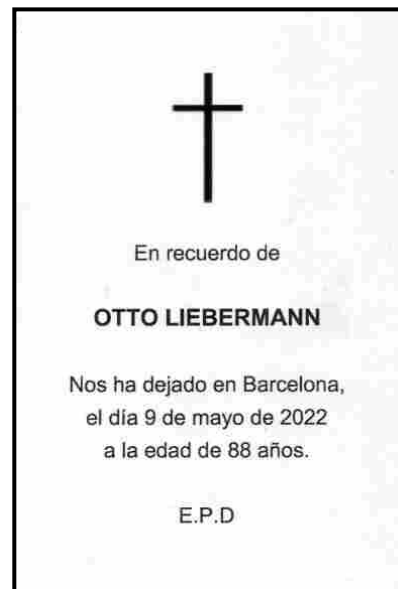 En recuerdo de
OTTO LIEBERMANN
Nos ha dejado en Barcelona,
el día 9 de mayo de 2022
a la edad de 88 años.
E.P.D